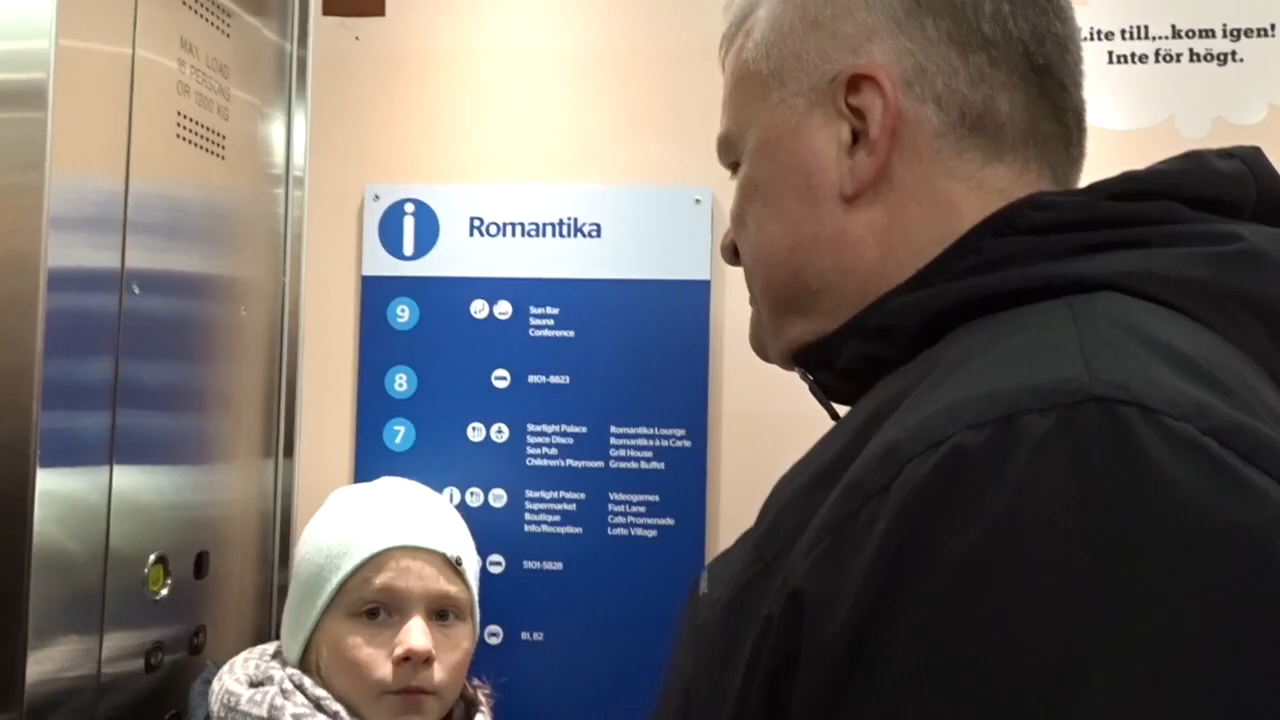 MAX. LOAD
16 PERSONS
OR 1200 KG
Lite till,..kom igen!
Inte för högt.
i Romantika
9
Sun Bar
Sauna
Conference
8
8101-8823
7
Starlight Palace
Space Disco
Sea Pub
Children's Playroom
Romantika Lounge
Romantika à la Carte
Grill House
Grande Buffet
i
Starlight Palace
Supermarket
Boutique
Info/Reception
Videogames
Fast Lane
Cafe Promenade
Lotte Village
5101-5828
B1, B2